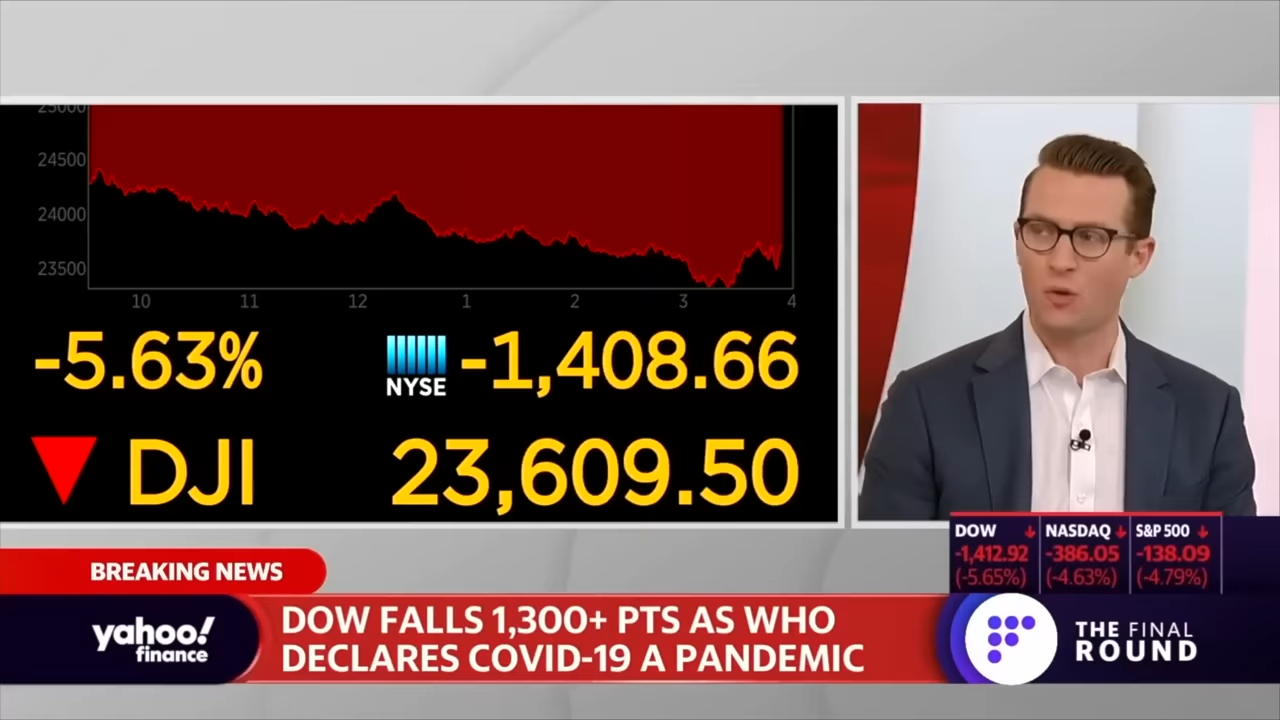 25000
24500
24000
23500
10 11 12 1 2 3 4
-5.63% NYSE -1,408.66
DJI 23,609.50
DOW NASDAQ S&P 500
-1,412.92 -386.05 -138.09
(-5.65%) (-4.63%) (-4.79%)
BREAKING NEWS
yahoo!
finance
DOW FALLS 1,300+ PTS AS WHO
DECLARES COVID-19 A PANDEMIC
THE FINAL
ROUND